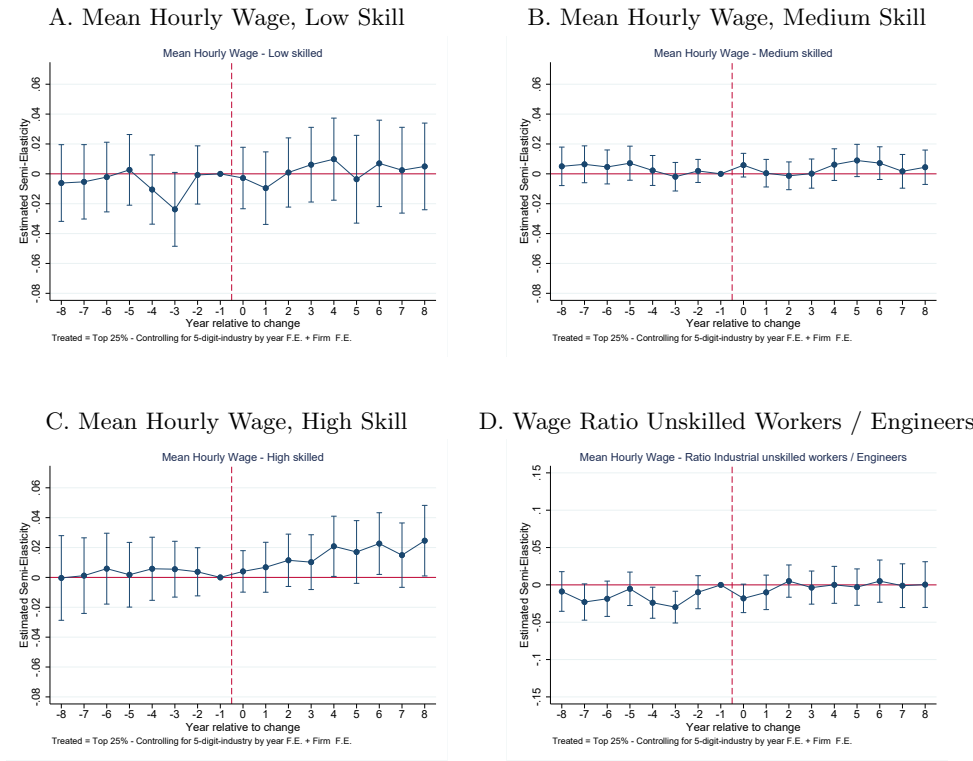 A. Mean Hourly Wage, Low Skill
Mean Hourly Wage - Low skilled
Estimated Semi-Elasticity
.06
.04
.02
0
-.02
-.04
-.06
-.08
-8 -7 -6 -5 -4 -3 -2 -1 0 1 2 3 4 5 6 7 8
Year relative to change
Treated = Top 25% - Controlling for 5-digit-industry by year F.E. + Firm F.E.
B. Mean Hourly Wage, Medium Skill
Mean Hourly Wage - Medium skilled
Estimated Semi-Elasticity
.06
.04
.02
0
-.02
-.04
-.06
-.08
-8 -7 -6 -5 -4 -3 -2 -1 0 1 2 3 4 5 6 7 8
Year relative to change
Treated = Top 25% - Controlling for 5-digit-industry by year F.E. + Firm F.E.
C. Mean Hourly Wage, High Skill
Mean Hourly Wage - High skilled
Estimated Semi-Elasticity
.06
.04
.02
0
-.02
-.04
-.06
-.08
-8 -7 -6 -5 -4 -3 -2 -1 0 1 2 3 4 5 6 7 8
Year relative to change
Treated = Top 25% - Controlling for 5-digit-industry by year F.E. + Firm F.E.
D. Wage Ratio Unskilled Workers / Engineers
Mean Hourly Wage - Ratio Industrial unskilled workers / Engineers
Estimated Semi-Elasticity
.15
.1
.05
0
-.05
-.1
-.15
-8 -7 -6 -5 -4 -3 -2 -1 0 1 2 3 4 5 6 7 8
Year relative to change
Treated = Top 25% - Controlling for 5-digit-industry by year F.E. + Firm F.E.